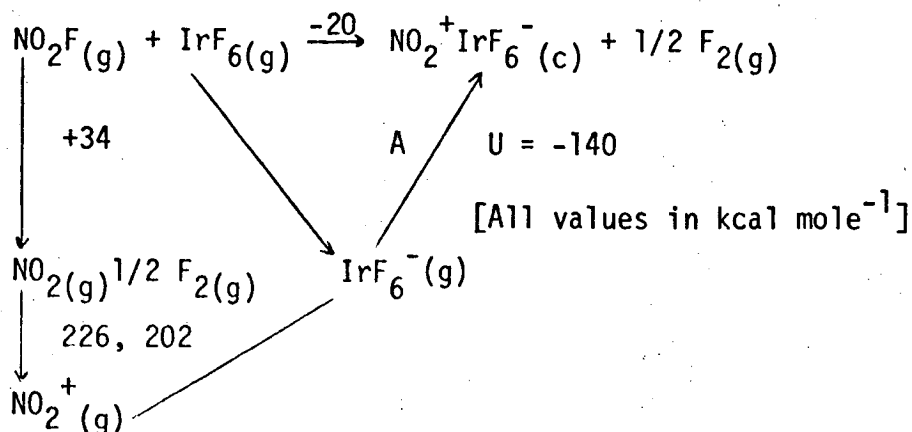 NO₂F(g) + IrF₆(g) –20→ NO₂⁺IrF₆⁻(c) + 1/2 F₂(g)
+34 A U = -140
[All values in kcal mole⁻¹]
NO₂(g)1/2 F₂(g) IrF₆⁻(g)
226, 202
NO₂⁺(g)